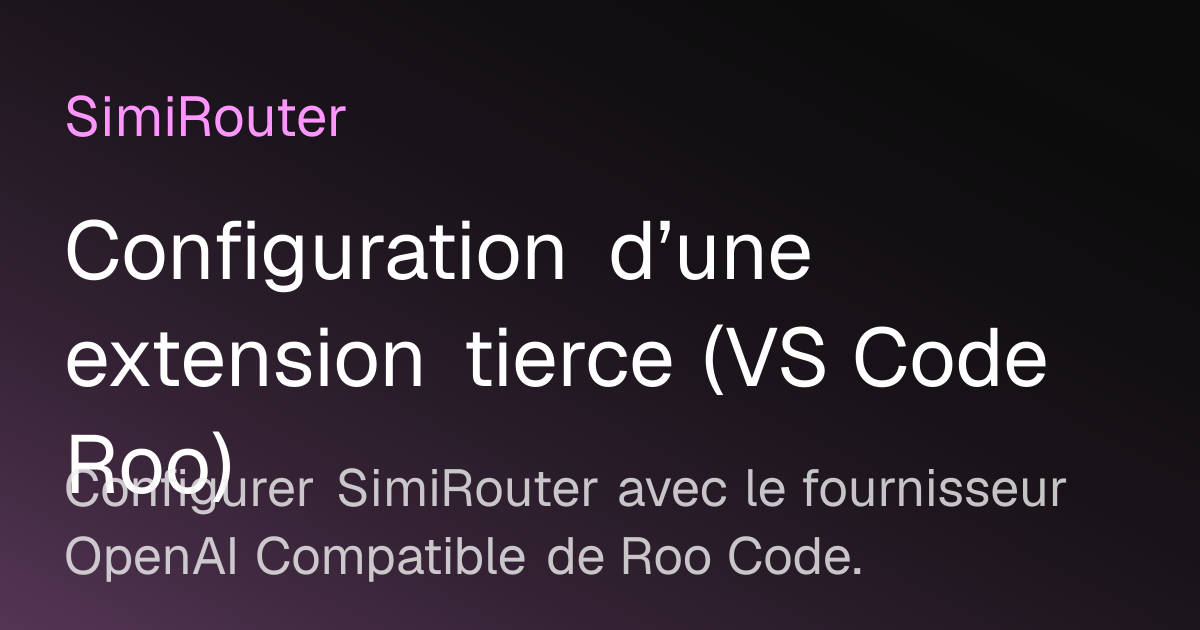 SimiRouter
Configuration d’une
extension tierce (VS Code
Roo)
Configurer SimiRouter avec le fournisseur
OpenAI Compatible de Roo Code.